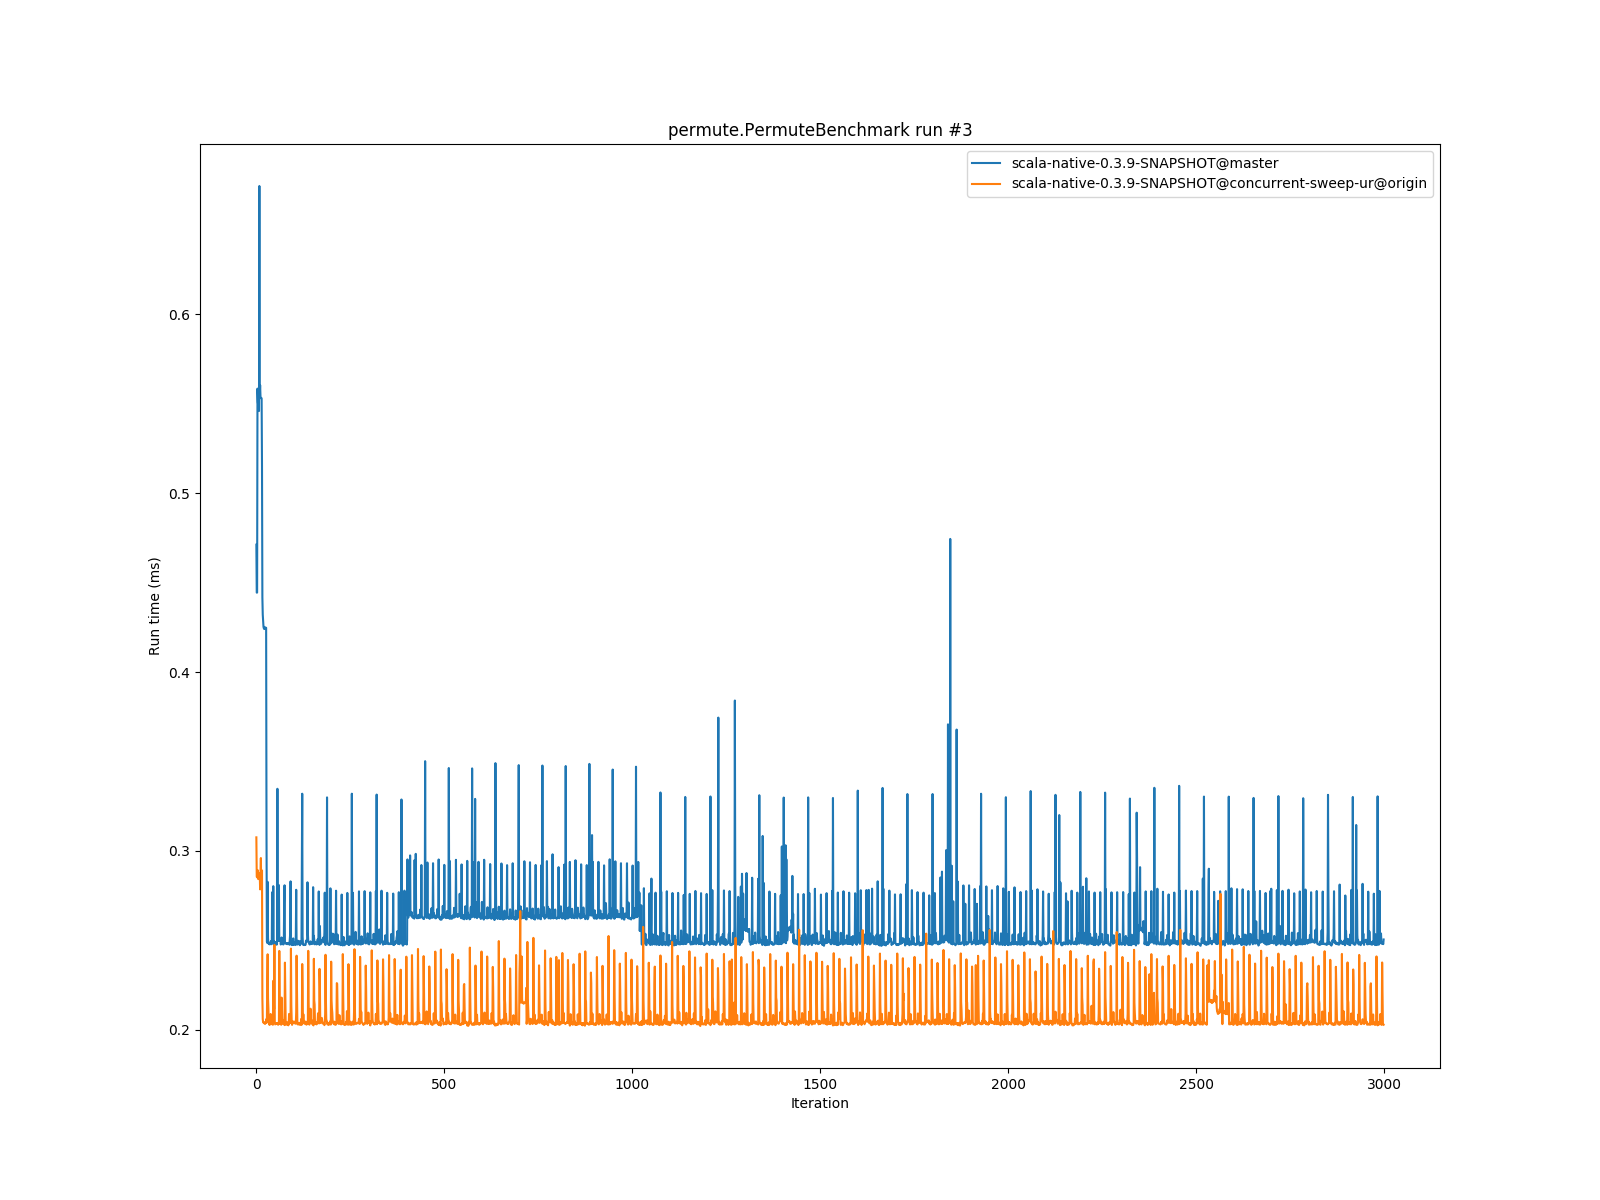 permute.PermuteBenchmark run #3
scala-native-0.3.9-SNAPSHOT@master
scala-native-0.3.9-SNAPSHOT@concurrent-sweep-ur@origin
Run time (ms)
0.6
0.5
0.4
0.3
0.2
0 500 1000 1500 2000 2500 3000
Iteration